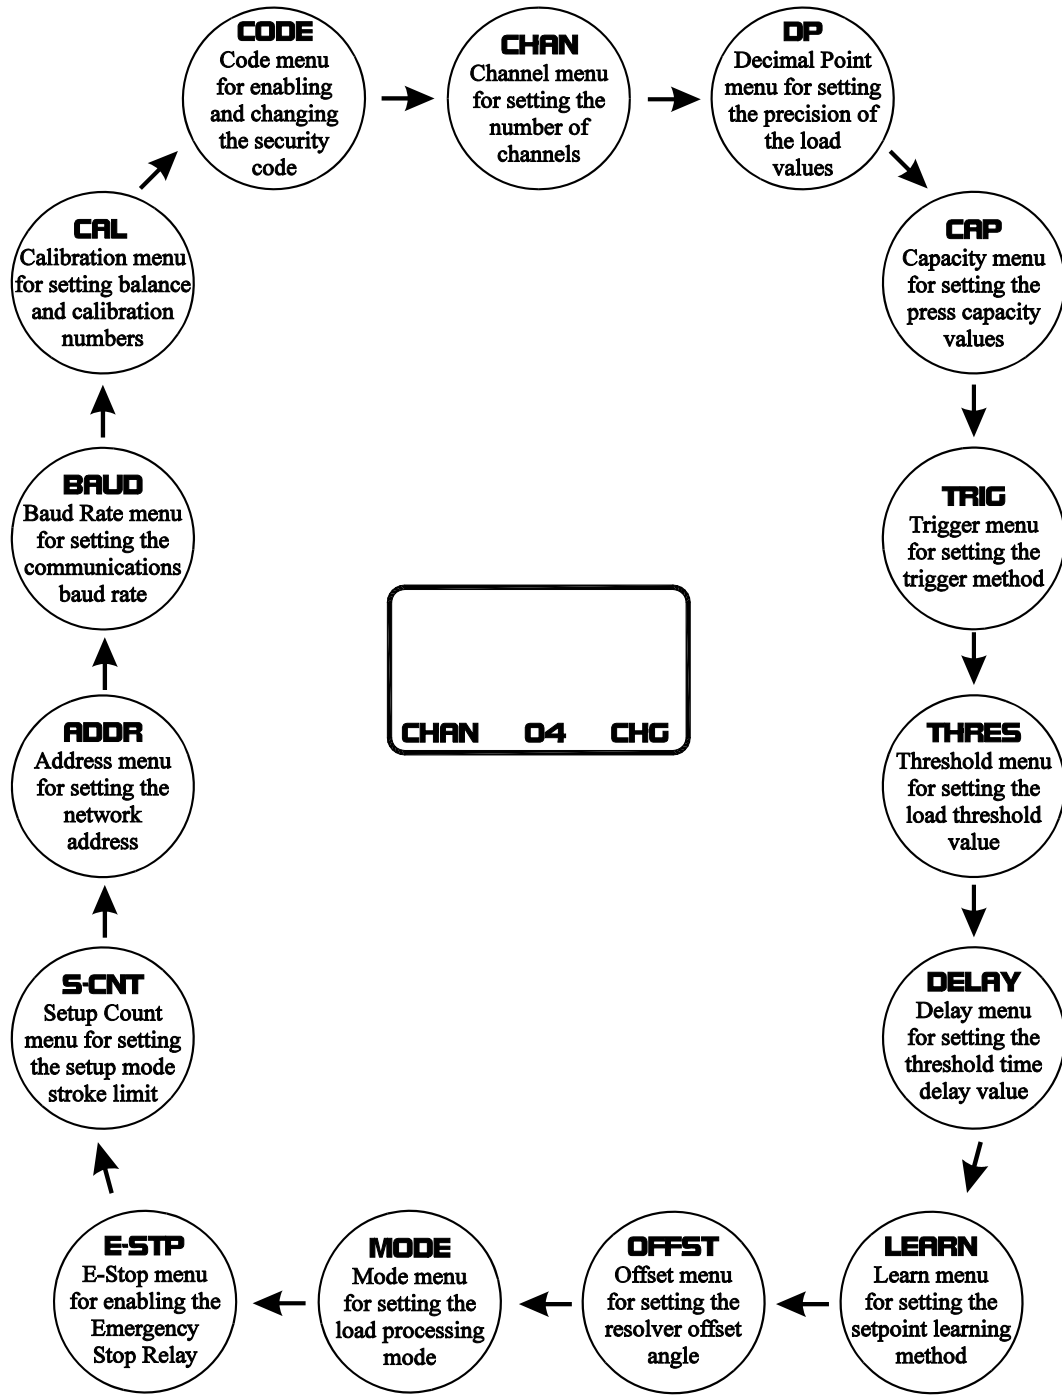 CODE
Code menu
for enabling
and changing
the security
code
CHAN
Channel menu
for setting the
number of
channels
DP
Decimal Point
menu for setting
the precision of
the load
values
CAP
Capacity menu
for setting the
press capacity
values
TRIG
Trigger menu
for setting the
trigger method
THRES
Threshold menu
for setting the
load threshold
value
DELAY
Delay menu
for setting the
threshold time
delay value
LEARN
Learn menu
for setting the
setpoint learning
method
OFFST
Offset menu
for setting the
resolver offset
angle
MODE
Mode menu
for setting the
load processing
mode
E-STP
E-Stop menu
for enabling the
Emergency
Stop Relay
S-CNT
Setup Count
menu for setting
the setup mode
stroke limit
ADDR
Address menu
for setting the
network
address
BAUD
Baud Rate menu
for setting the
communications
baud rate
CAL
Calibration menu
for setting balance
and calibration
numbers
CHAN 04 CHG